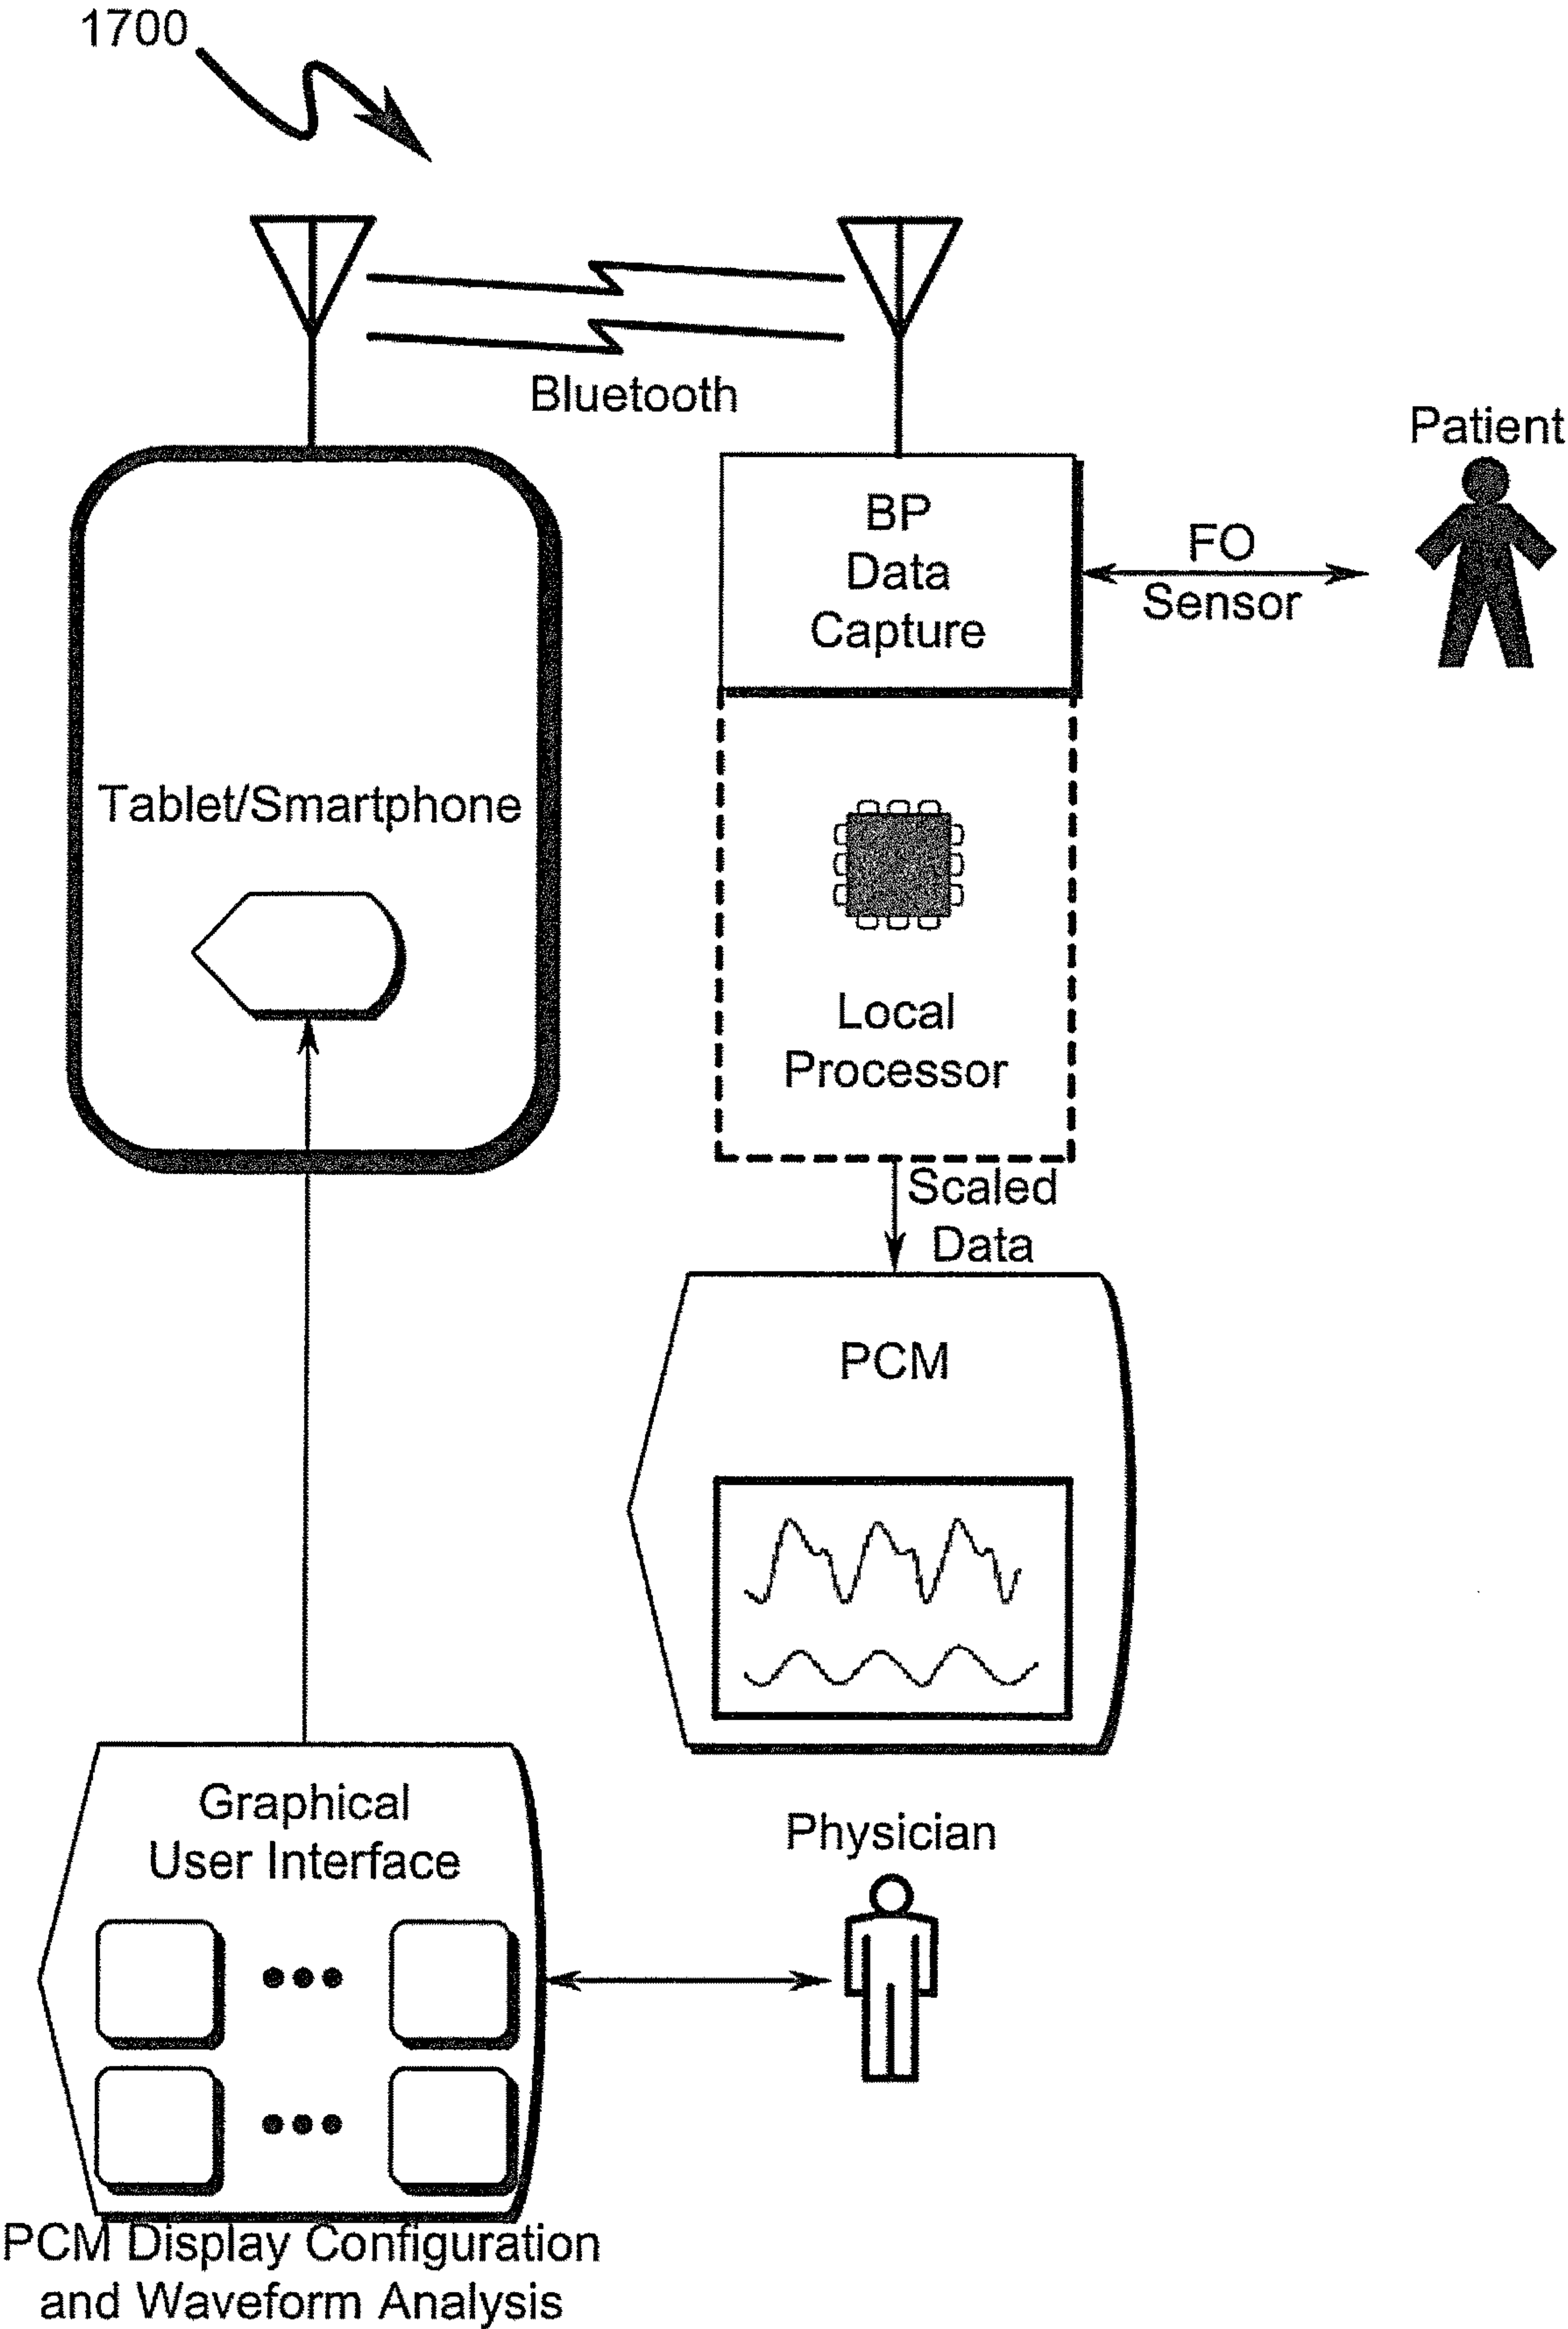 1700
Bluetooth
Patient
BP
Data
Capture
FO
Sensor
Tablet/Smartphone
Local
Processor
Scaled
Data
PCM
Graphical
User Interface
Physician
PCM Display Configuration
and Waveform Analysis